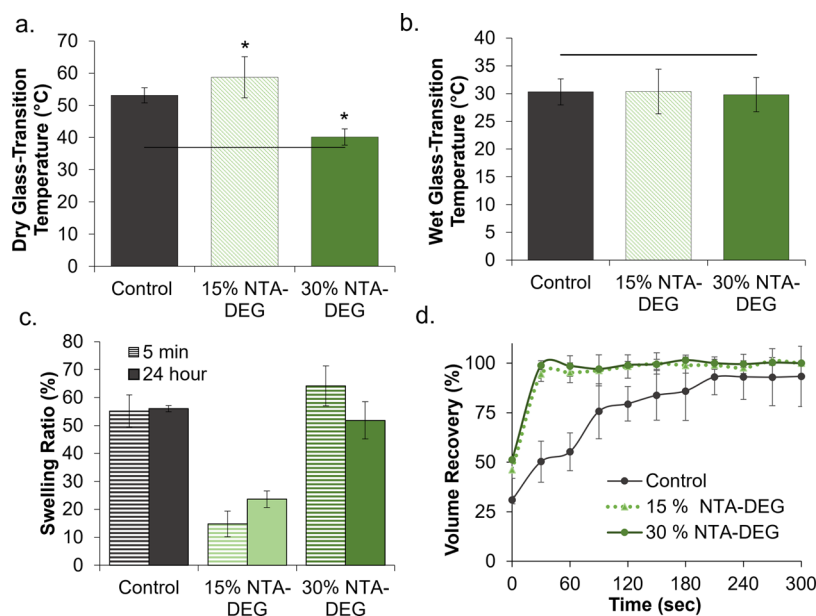 a.
Dry Glass-Transition
Temperature (°C)
70
60
50
40
30
20
10
0
*
*
Control
15% NTA-
DEG
30% NTA-
DEG
b.
Wet Glass-Transition
Temperature (°C)
40
35
30
25
20
15
10
5
0
Control
15% NTA-
DEG
30% NTA-
DEG
c.
Swelling Ratio (%)
80
70
60
50
40
30
20
10
0
5 min
24 hour
Control
15% NTA-
DEG
30% NTA-
DEG
d.
Volume Recovery (%)
100
75
50
25
0
Control
15 % NTA-DEG
30 % NTA-DEG
0
60
120
180
240
300
Time (sec)